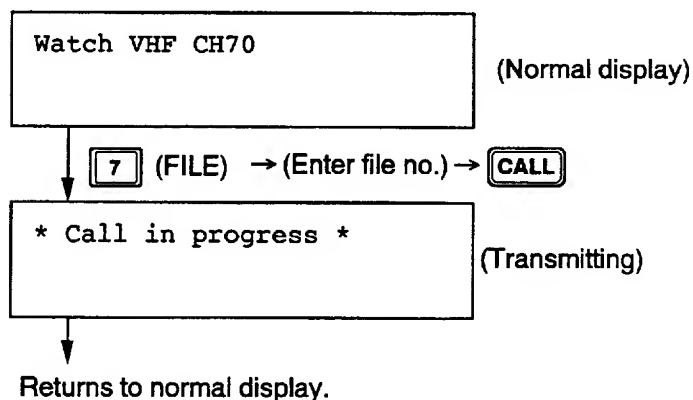 Watch VHF CH70
(Normal display)
7 (FILE) → (Enter file no.) → CALL
* Call in progress *
(Transmitting)
Returns to normal display.